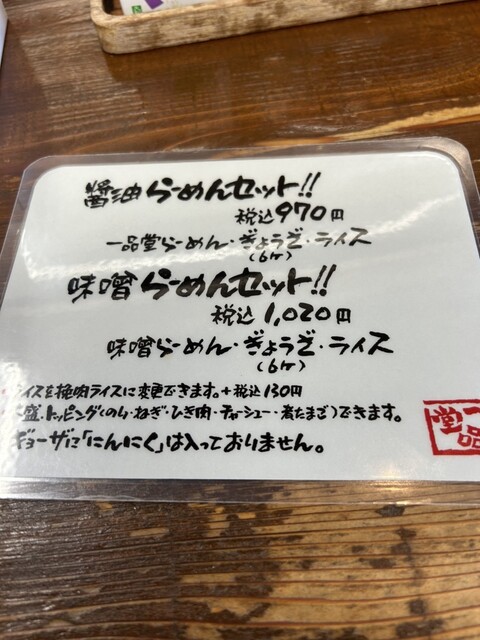 醤油らーめんセット!!
税込970円
一品堂らーめん・ぎょうざ・ライス
(6ケ)
味噌らーめんセット!!
税込1,020円
味噌らーめん・ぎょうざ・ライス
(6ケ)
ライスを挽肉ライスに変更できます。+税込130円
大盛、トッピング(のり・ねぎ・ひき肉・チャーシュー・煮たまご)できます。
ギョーザに「にんにく」は入っておりません。
一品堂